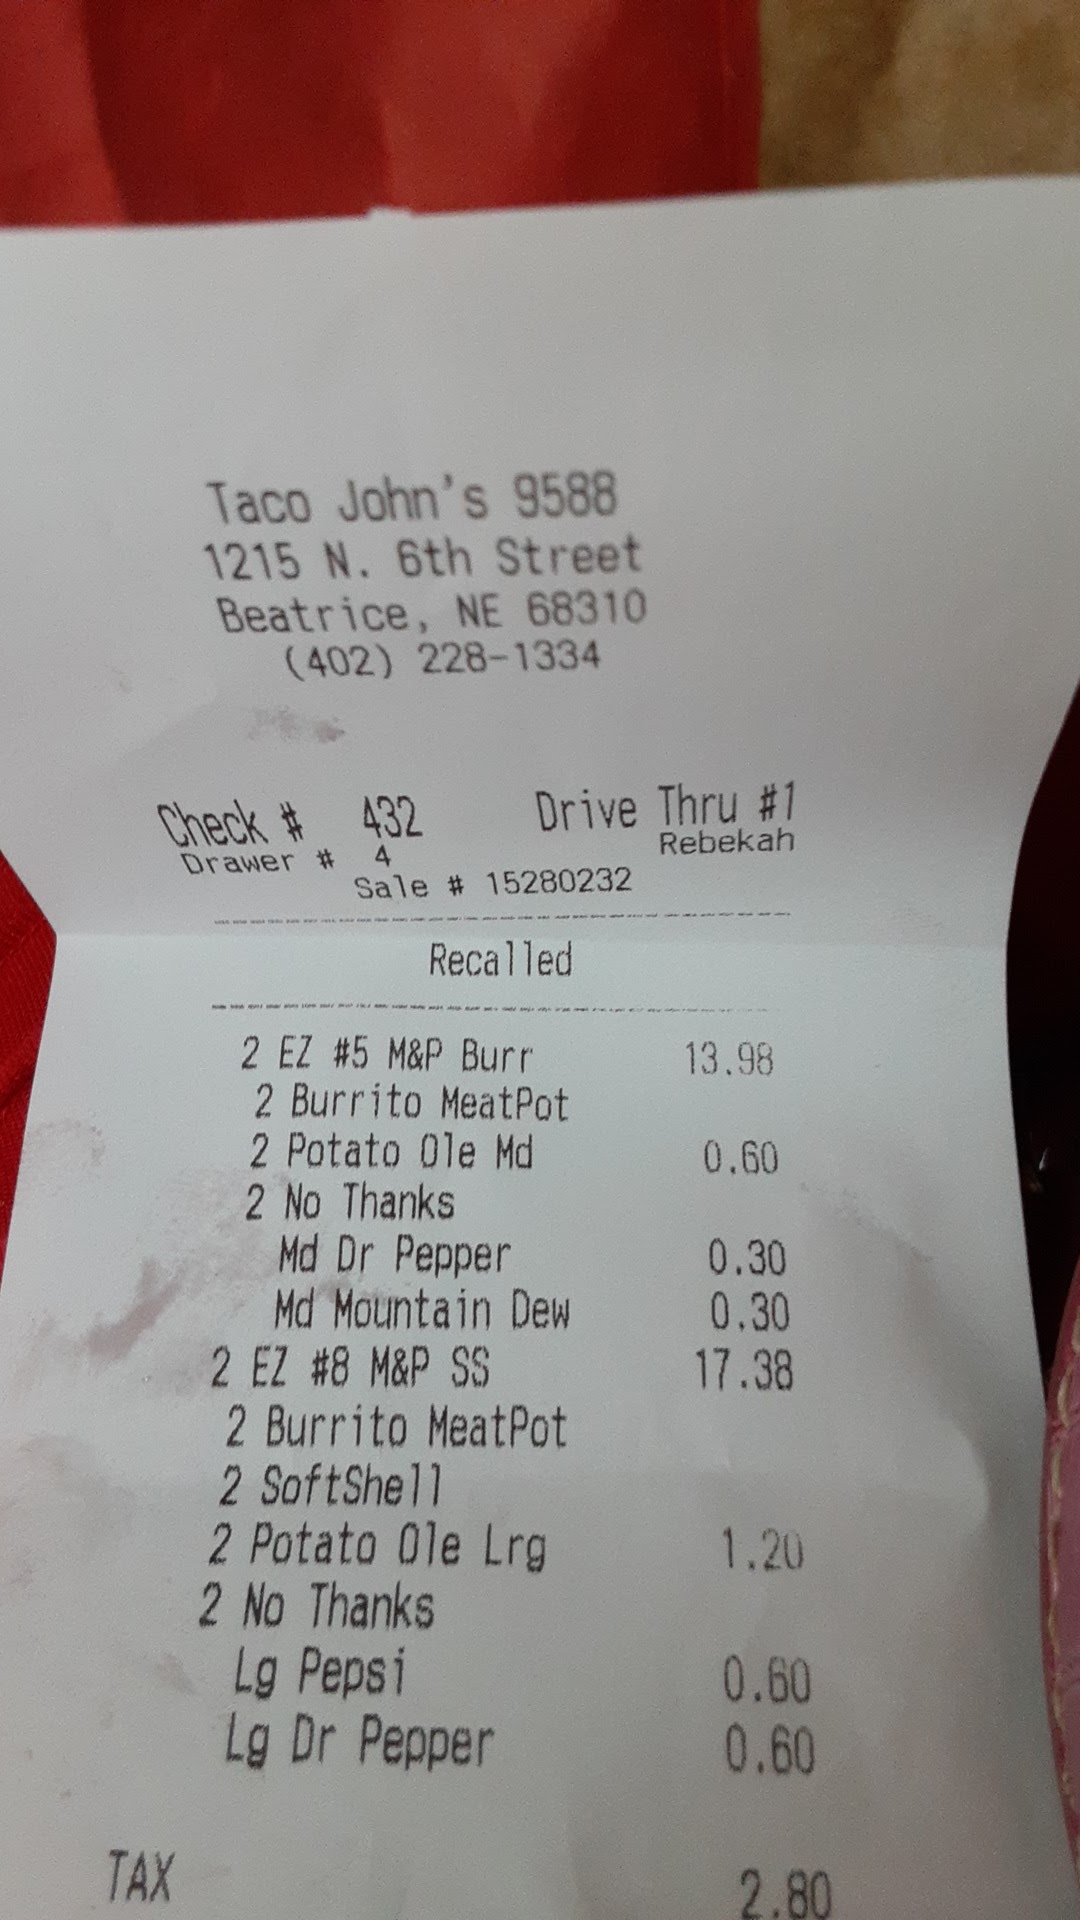 Taco John's 9588
1215 N. 6th Street
Beatrice, NE 68310
(402) 228-1334
Check # 432 Drive Thru #1
Drawer # 4 Rebekah
Sale # 15280232
Recalled
2 EZ #5 M&P Burr 13.98
2 Burrito MeatPot
2 Potato Ole Md 0.60
2 No Thanks
Md Dr Pepper 0.30
Md Mountain Dew 0.30
2 EZ #8 M&P SS 17.38
2 Burrito MeatPot
2 SoftShell
2 Potato Ole Lrg 1.20
2 No Thanks
Lg Pepsi 0.60
Lg Dr Pepper 0.60
TAX 2.80